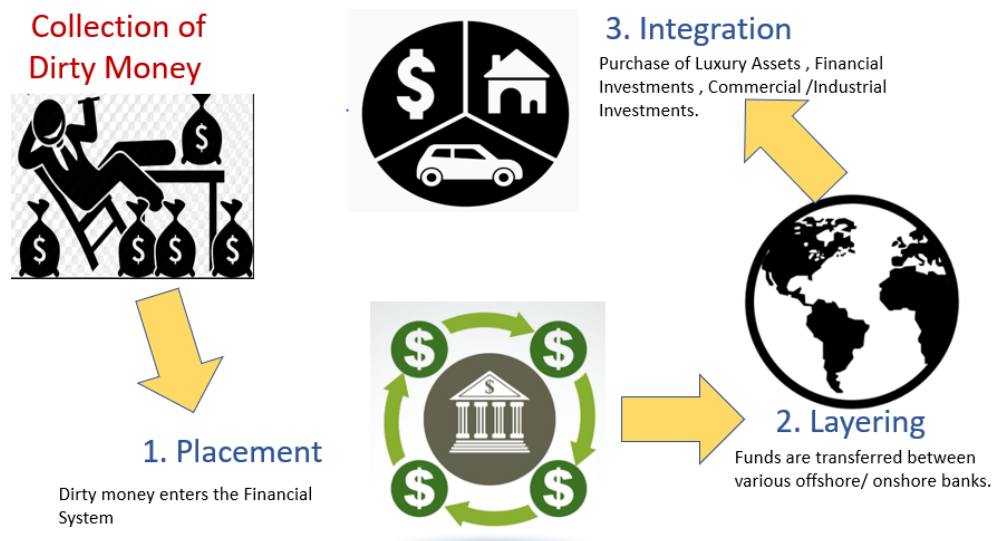 Collection of
Dirty Money
$
$
$
$
$
1. Placement
Dirty money enters the Financial
System
$
$
$
$
$
2. Layering
Funds are transferred between
various offshore/ onshore banks.
3. Integration
Purchase of Luxury Assets , Financial
Investments , Commercial /Industrial
Investments.
$